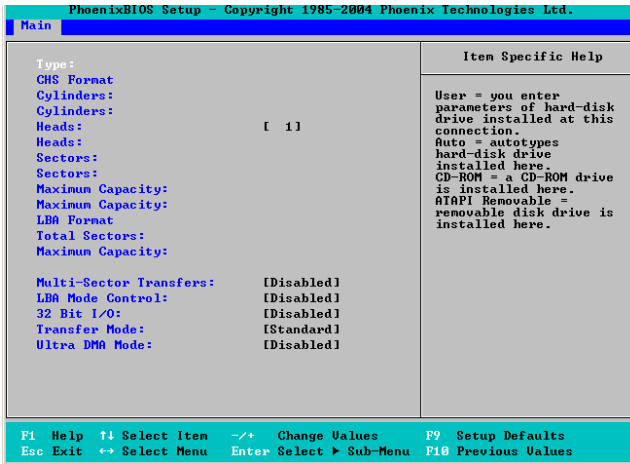 PhoenixBIOS Setup - Copyright 1985-2004 Phoenix Technologies Ltd.
Main
Type:
CHS Format
Cylinders:
Cylinders:
Heads: [ 1]
Heads:
Sectors:
Sectors:
Maximum Capacity:
Maximum Capacity:
LBA Format
Total Sectors:
Maximum Capacity:
Multi-Sector Transfers: [Disabled]
LBA Mode Control: [Disabled]
32 Bit I/O: [Disabled]
Transfer Mode: [Standard]
Ultra DMA Mode: [Disabled]
Item Specific Help
User = you enter
parameters of hard-disk
drive installed at this
connection.
Auto = autotypes
hard-disk drive
installed here.
CD-ROM = a CD-ROM drive
is installed here.
ATAPI Removable =
removable disk drive is
installed here.
F1 Help ↑↓ Select Item -/+ Change Values F9 Setup Defaults
Esc Exit ↔ Select Menu Enter Select ▶ Sub-Menu F10 Previous Values